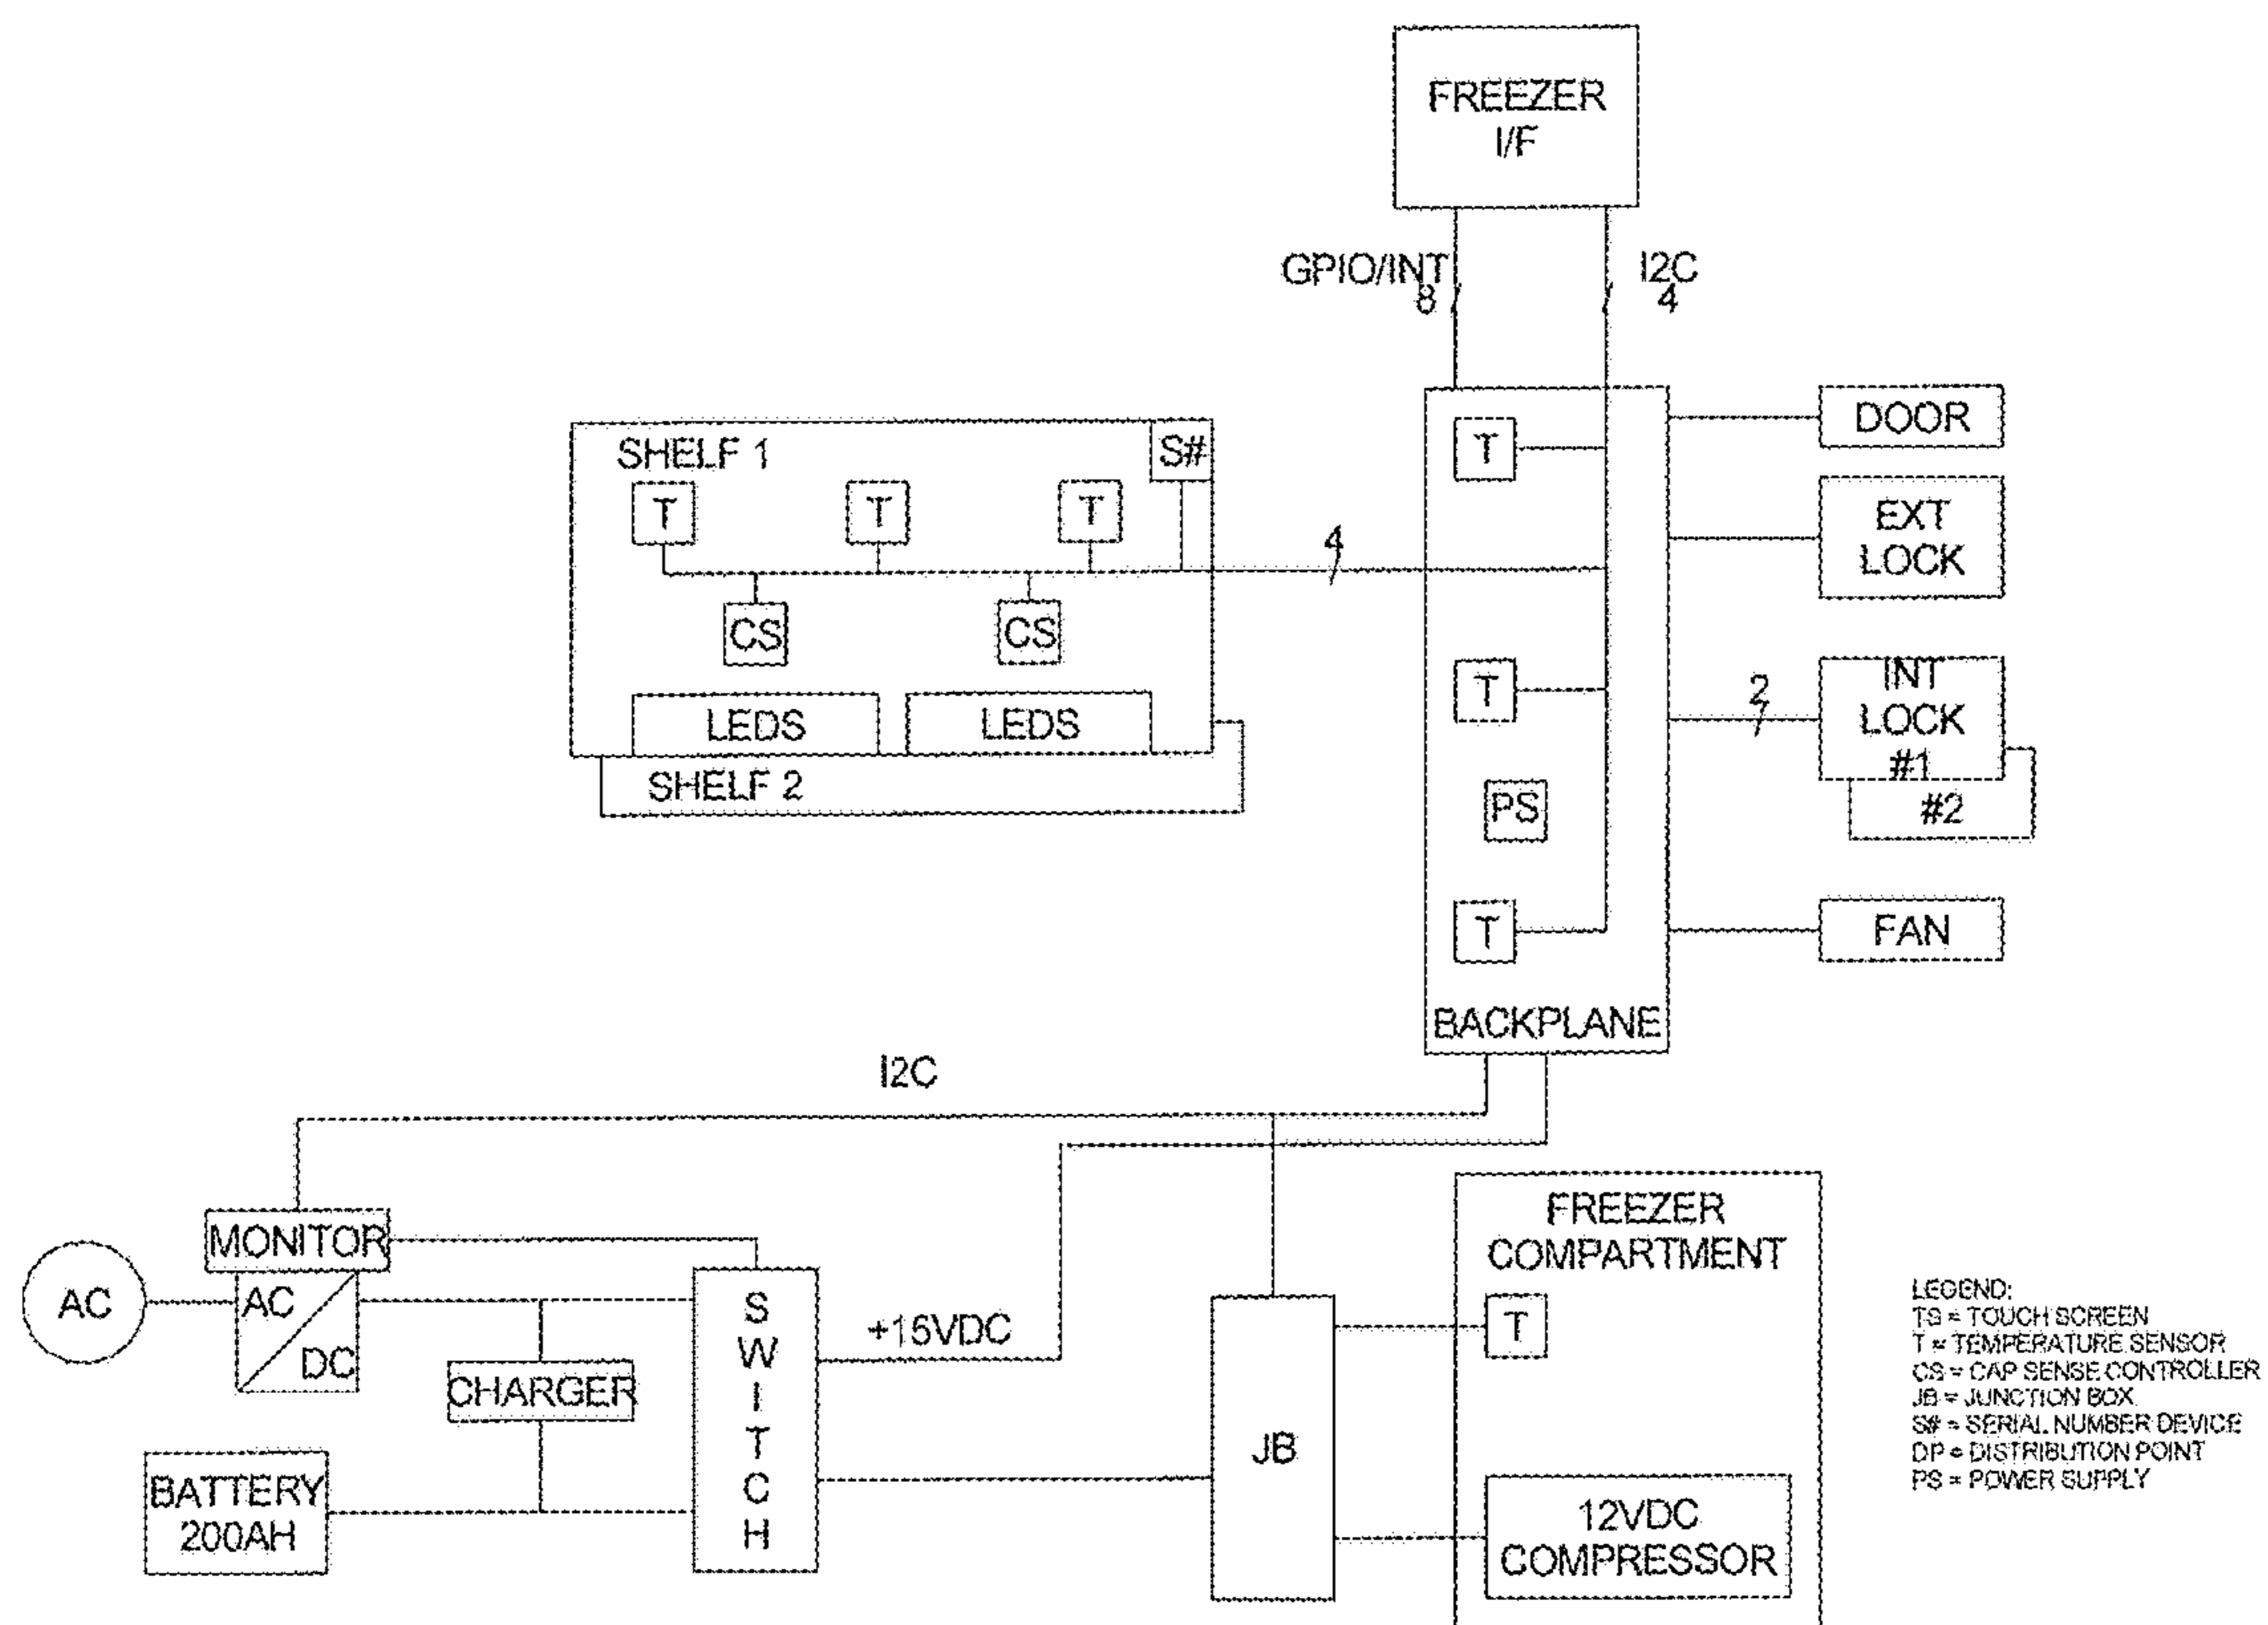 FREEZER
I/F
GPIO/INT
8
I2C
4
SHELF 1
S#
T
T
T
CS
CS
LEDS
LEDS
SHELF 2
4
T
T
PS
T
BACKPLANE
DOOR
EXT
LOCK
2
INT
LOCK
#1
#2
FAN
I2C
MONITOR
AC
AC
DC
CHARGER
BATTERY
200AH
SWITCH
+15VDC
JB
FREEZER
COMPARTMENT
T
12VDC
COMPRESSOR
LEGEND:
TS = TOUCH SCREEN
T = TEMPERATURE SENSOR
CS = CAP SENSE CONTROLLER
JB = JUNCTION BOX
S# = SERIAL NUMBER DEVICE
DP = DISTRIBUTION POINT
PS = POWER SUPPLY